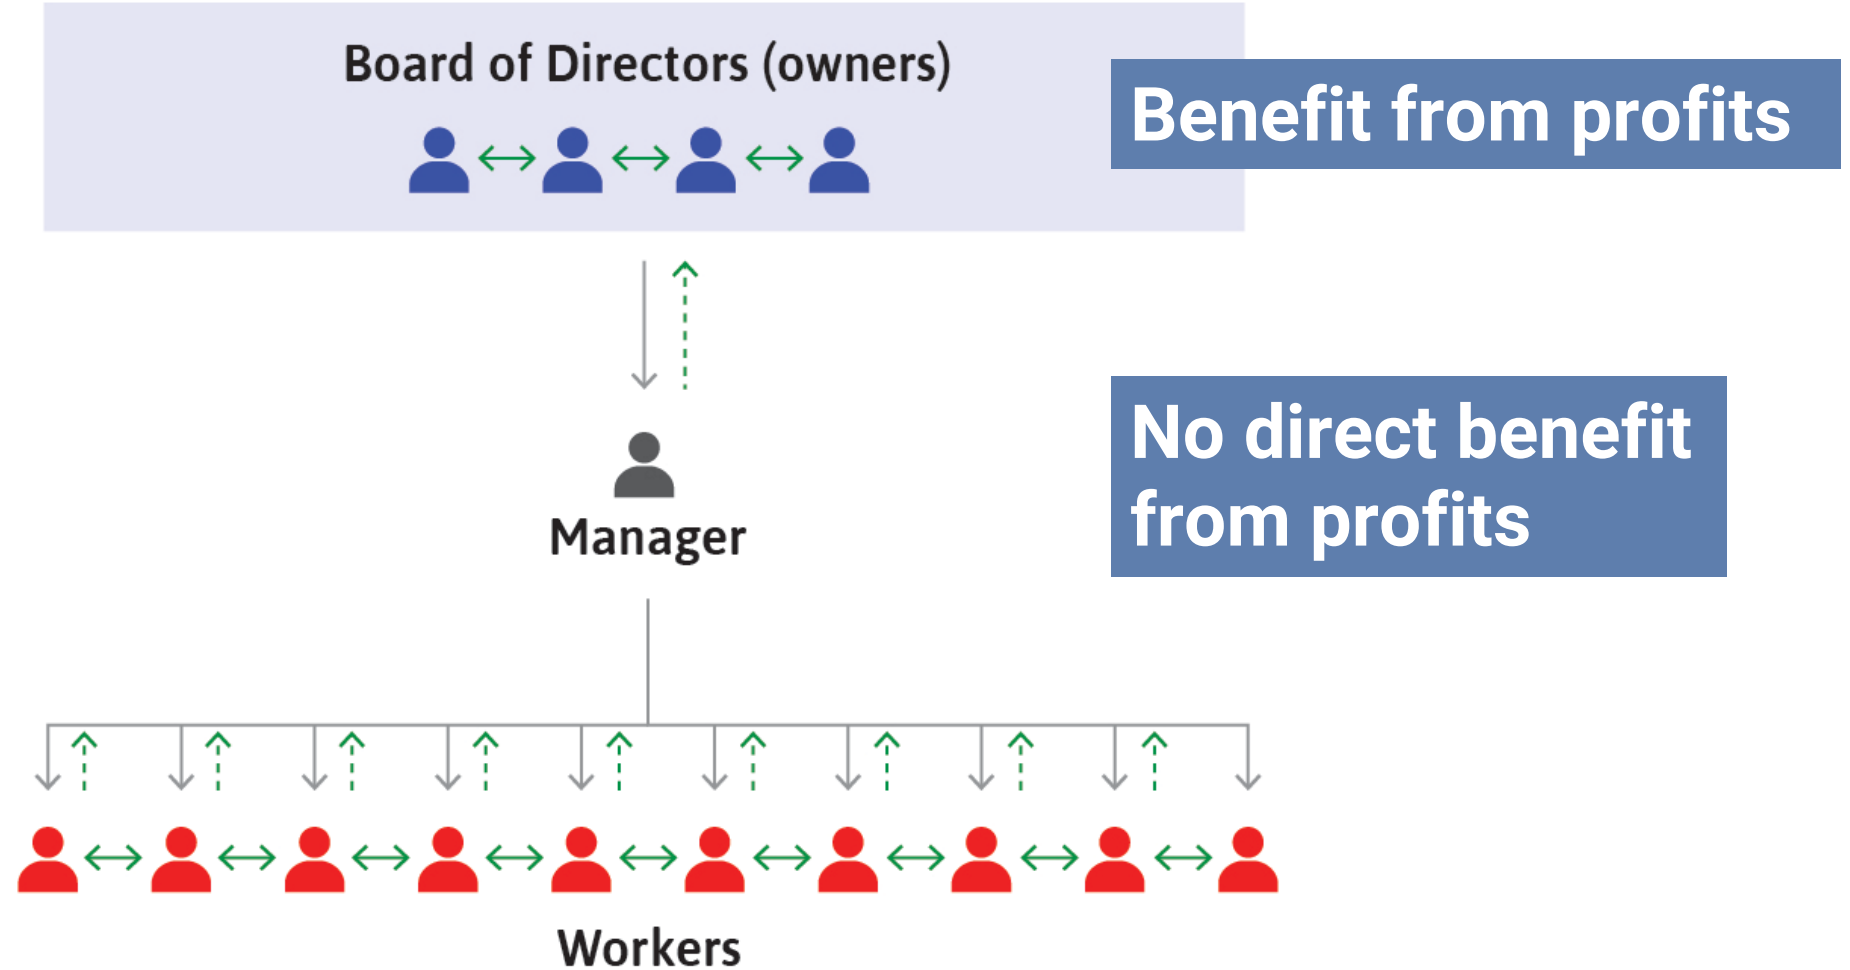 Board of Directors (owners)
Benefit from profits
No direct benefit
from profits
Manager
Workers